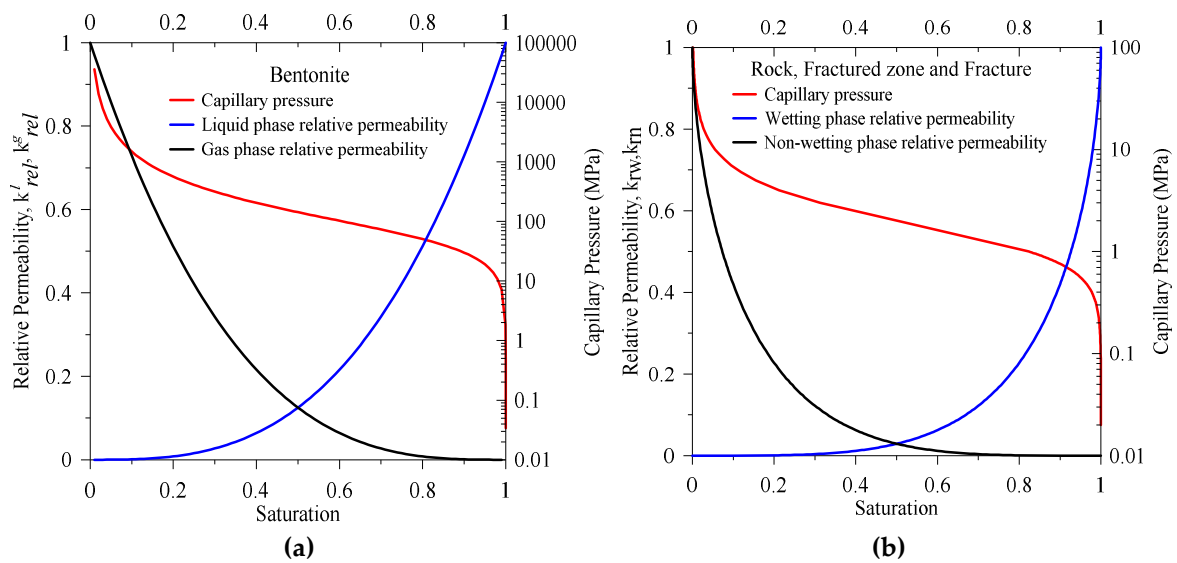 0 0.2 0.4 0.6 0.8 1
1 100000
Bentonite
Capillary pressure
Liquid phase relative permeability
Gas phase relative permeability
0.8 10000
1000
0.6 100
0.4 10
1
0.2 0.1
0 0.01
0 0.2 0.4 0.6 0.8 1
Saturation
Relative Permeability, k^l_rel, k^g_rel
Capillary Pressure (MPa)
(a)
0 0.2 0.4 0.6 0.8 1
1 100
Rock, Fractured zone and Fracture
Capillary pressure
Wetting phase relative permeability
Non-wetting phase relative permeability
0.8 10
0.6
0.4 1
0.2 0.1
0 0.01
0 0.2 0.4 0.6 0.8 1
Saturation
Relative Permeability, krw,krn
Capillary Pressure (MPa)
(b)